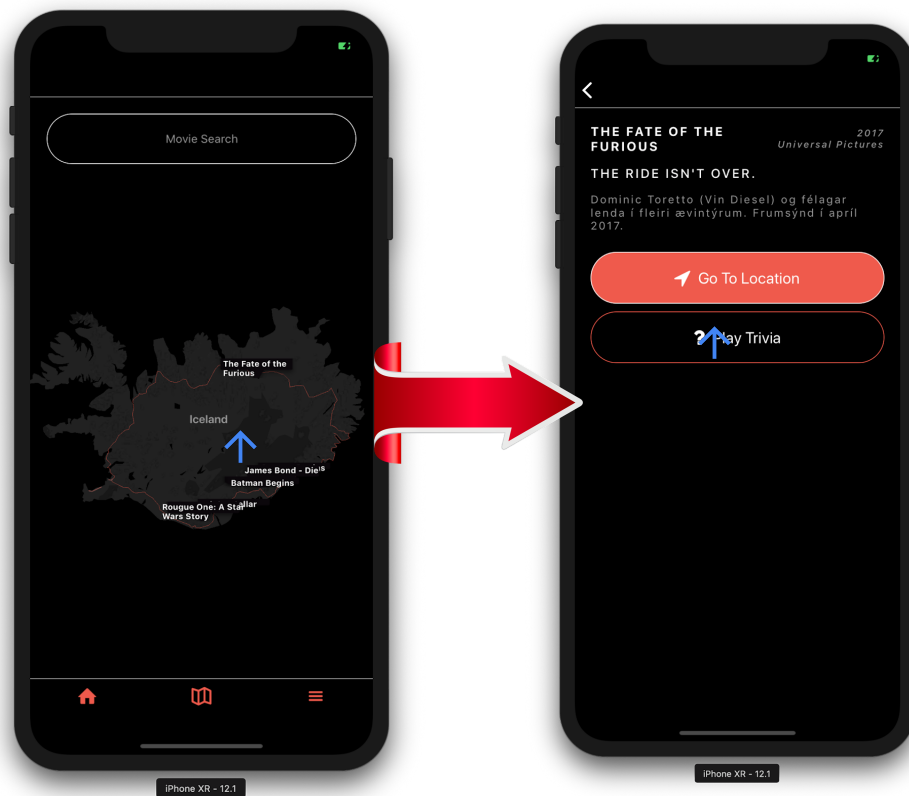 Movie Search
The Fate of the
Furious
Iceland
James Bond - Die
Batman Begins
Rougue One: A Star
Wars Story
iPhone XR - 12.1
THE FATE OF THE
FURIOUS
2017
Universal Pictures
THE RIDE ISN'T OVER.
Dominic Toretto (Vin Diesel) og félagar
lenda í fleiri ævintýrum. Frumsýnd í apríl
2017.
Go To Location
? Play Trivia
iPhone XR - 12.1